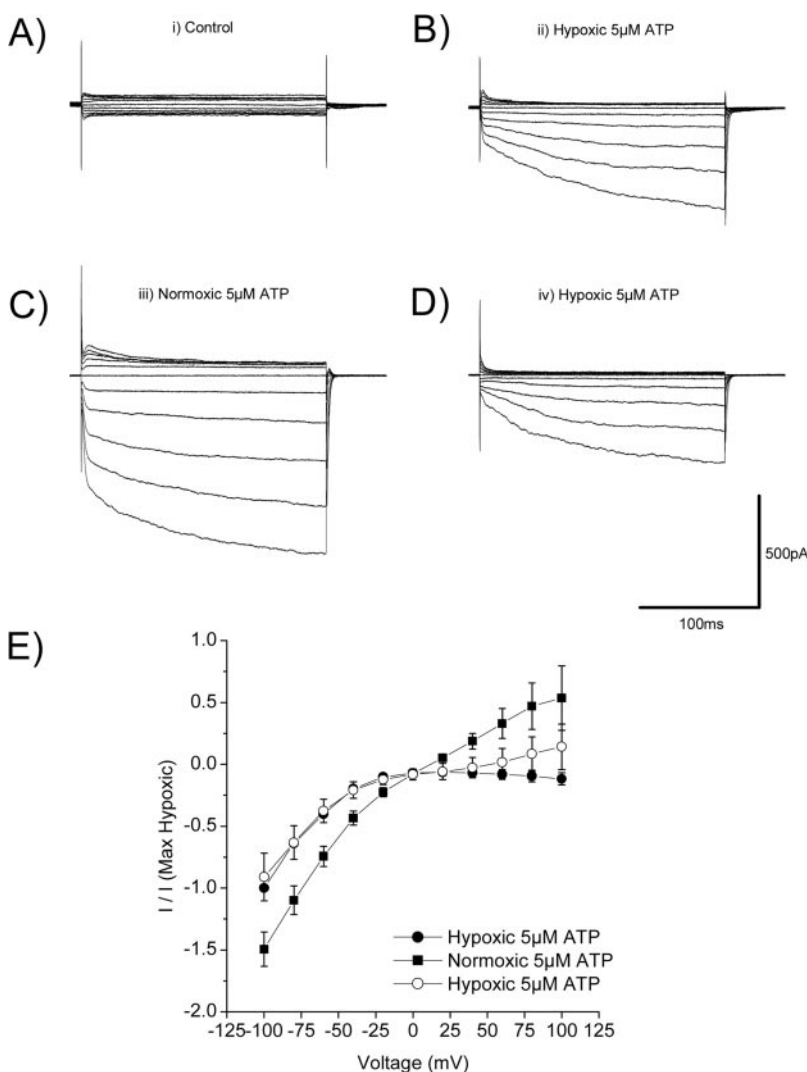 A)
i) Control
B)
ii) Hypoxic 5µM ATP
C)
iii) Normoxic 5µM ATP
D)
iv) Hypoxic 5µM ATP
500pA
100ms
E)
1.0
0.5
0.0
-0.5
-1.0
-1.5
-2.0
I / I (Max Hypoxic)
Hypoxic 5µM ATP
Normoxic 5µM ATP
Hypoxic 5µM ATP
-125 -100 -75 -50 -25 0 25 50 75 100 125
Voltage (mV)